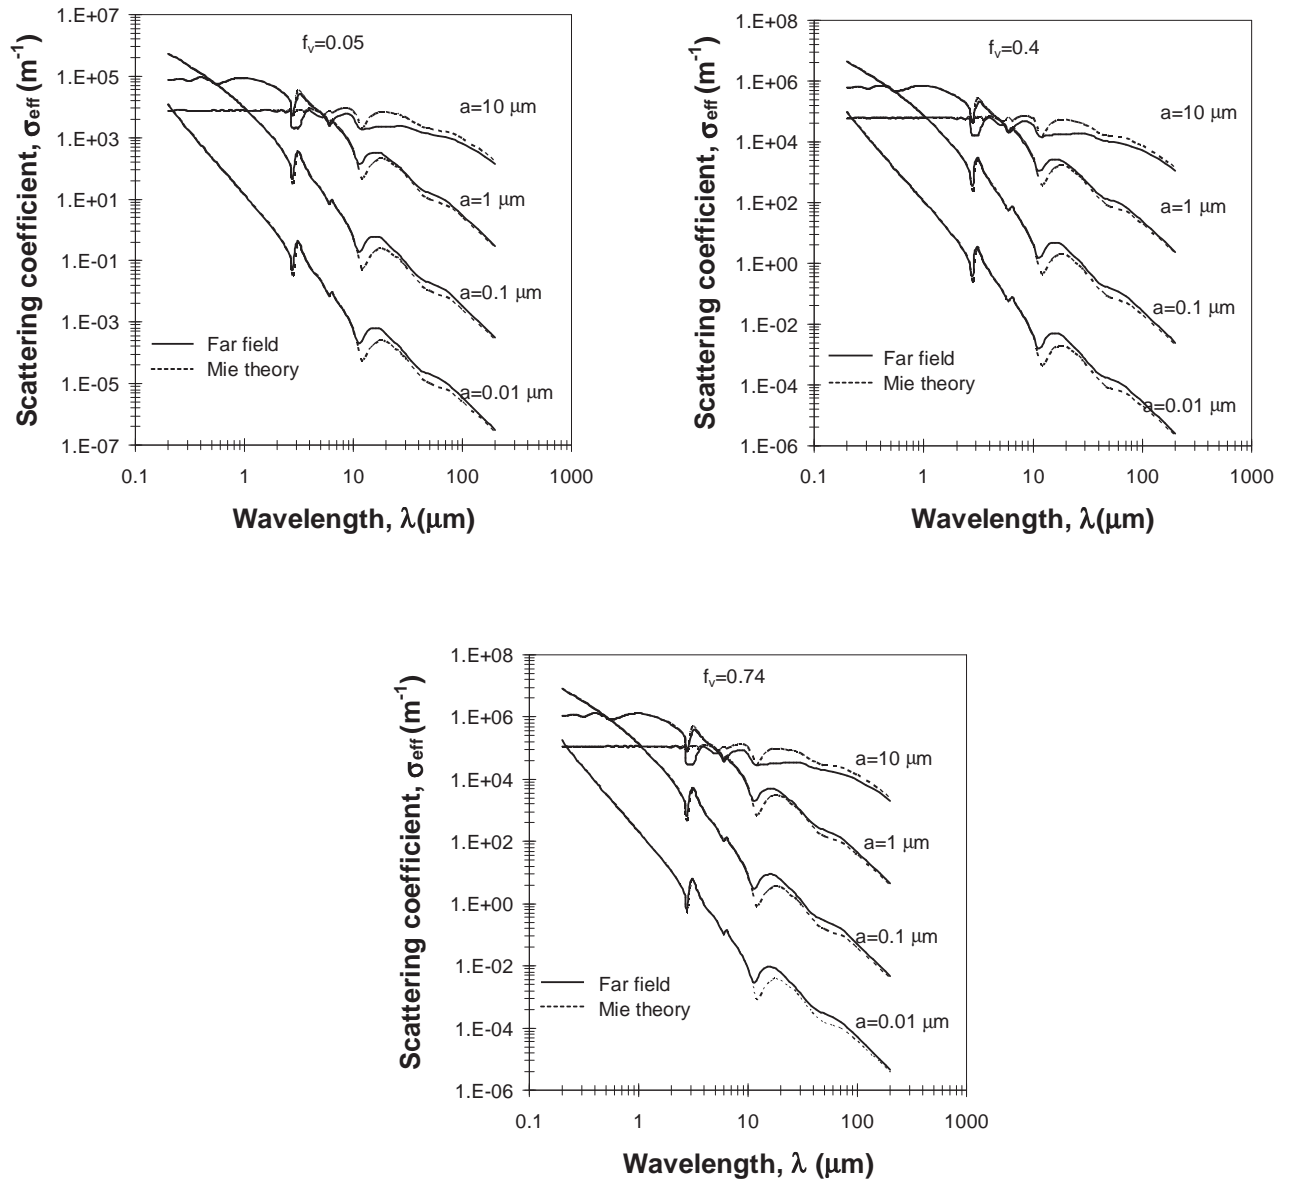 f_v=0.05
1.E+07
1.E+05
1.E+03
1.E+01
1.E-01
1.E-03
1.E-05
1.E-07
Scattering coefficient, σeff (m⁻¹)
a=10 μm
a=1 μm
a=0.1 μm
a=0.01 μm
Far field
Mie theory
0.1 1 10 100 1000
Wavelength, λ(μm)
f_v=0.4
1.E+08
1.E+06
1.E+04
1.E+02
1.E+00
1.E-02
1.E-04
1.E-06
Scattering coefficient, σeff (m⁻¹)
a=10 μm
a=1 μm
a=0.1 μm
a=0.01 μm
Far field
Mie theory
0.1 1 10 100 1000
Wavelength, λ(μm)
f_v=0.74
1.E+08
1.E+06
1.E+04
1.E+02
1.E+00
1.E-02
1.E-04
1.E-06
Scattering coefficient, σeff (m⁻¹)
a=10 μm
a=1 μm
a=0.1 μm
a=0.01 μm
Far field
Mie theory
0.1 1 10 100 1000
Wavelength, λ (μm)